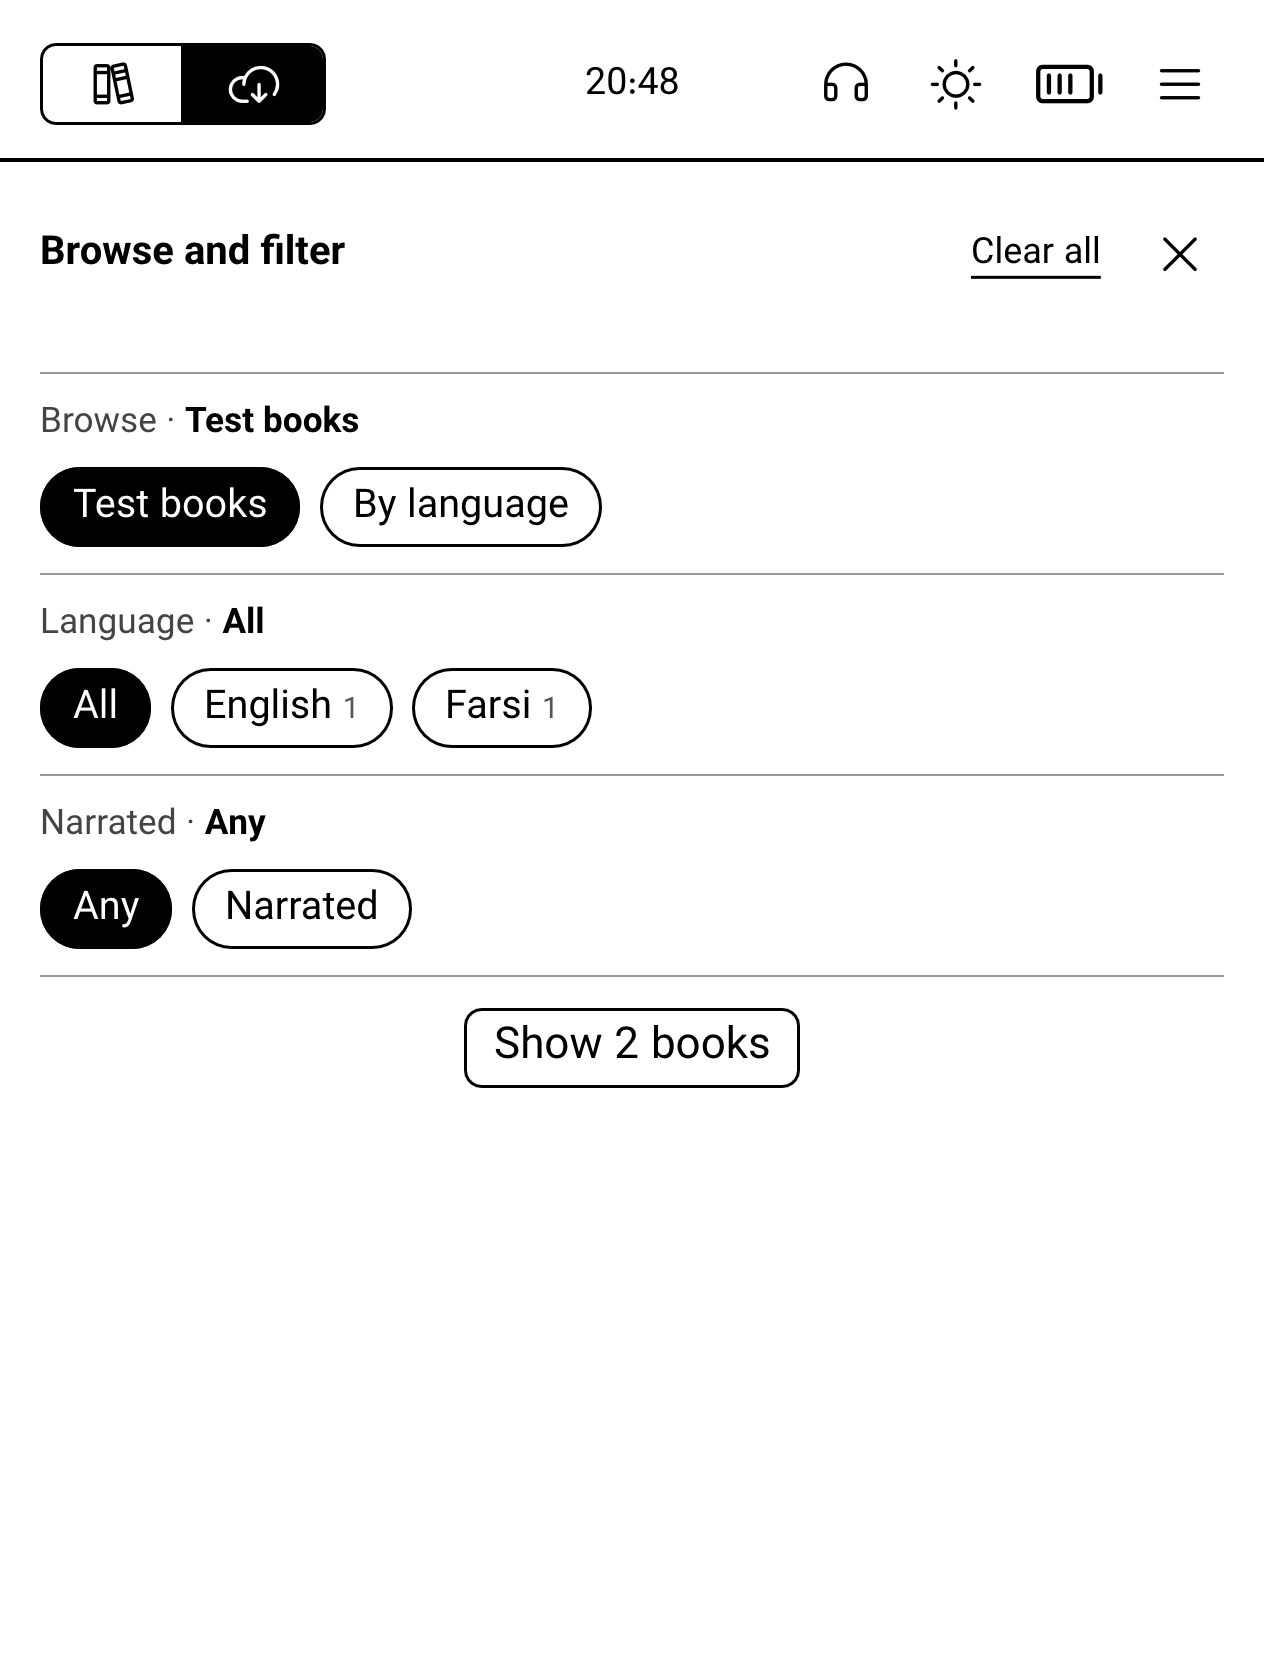 20:48
Browse and filter Clear all
Browse · Test books
Test books By language
Language · All
All English 1 Farsi 1
Narrated · Any
Any Narrated
Show 2 books